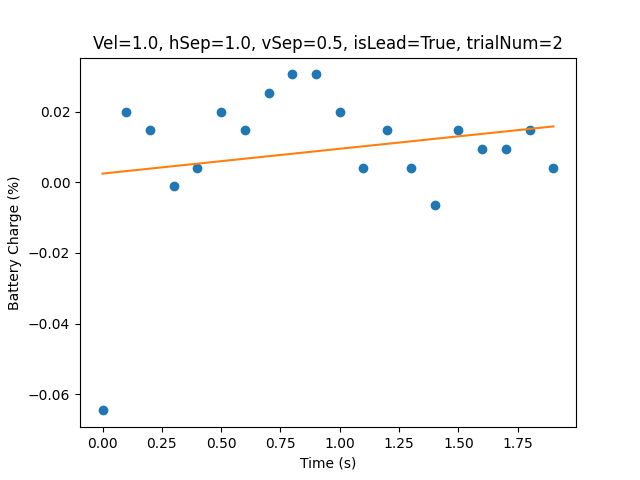 Vel=1.0, hSep=1.0, vSep=0.5, isLead=True, trialNum=2
0.02
0.00
−0.02
−0.04
−0.06
Battery Charge (%)
0.00 0.25 0.50 0.75 1.00 1.25 1.50 1.75
Time (s)